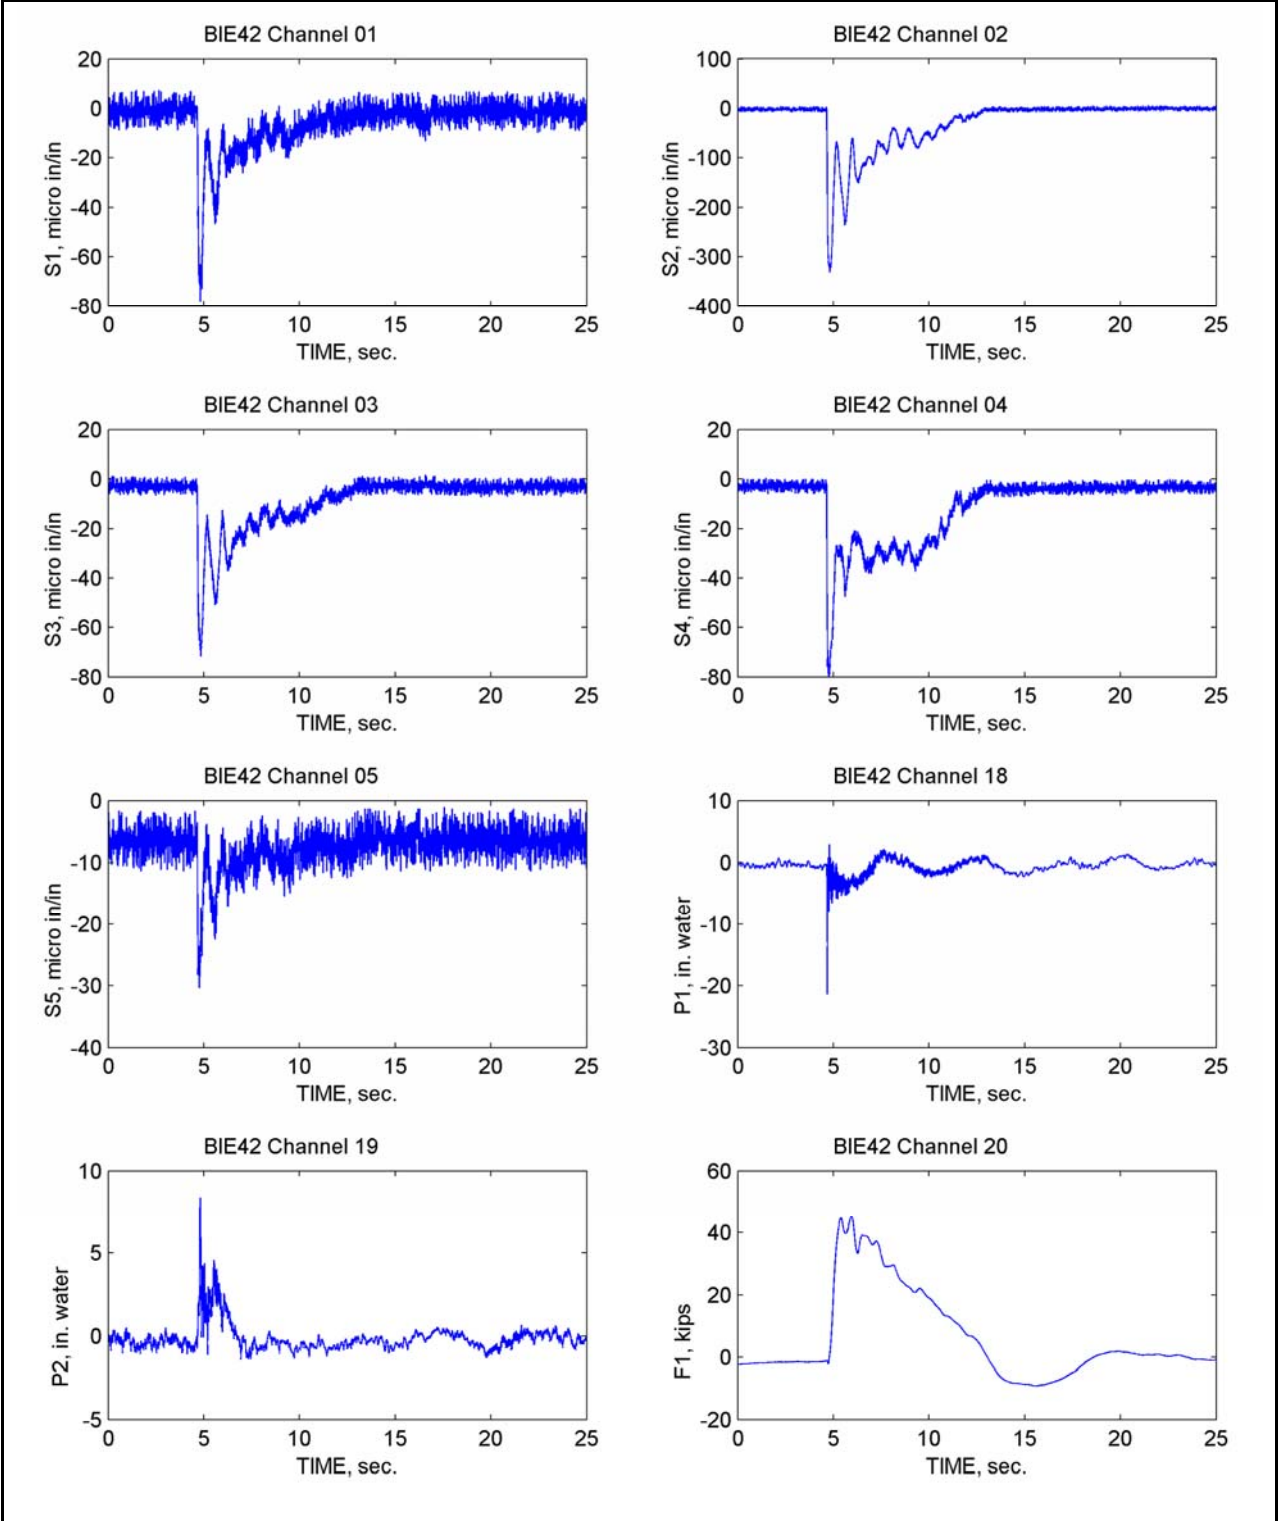 BIE42 Channel 01
20
0
-20
-40
-60
-80
S1, micro in/in
0 5 10 15 20 25
TIME, sec.
BIE42 Channel 02
100
0
-100
-200
-300
-400
S2, micro in/in
0 5 10 15 20 25
TIME, sec.
BIE42 Channel 03
20
0
-20
-40
-60
-80
S3, micro in/in
0 5 10 15 20 25
TIME, sec.
BIE42 Channel 04
20
0
-20
-40
-60
-80
S4, micro in/in
0 5 10 15 20 25
TIME, sec.
BIE42 Channel 05
0
-10
-20
-30
-40
S5, micro in/in
0 5 10 15 20 25
TIME, sec.
BIE42 Channel 18
10
0
-10
-20
-30
P1, in. water
0 5 10 15 20 25
TIME, sec.
BIE42 Channel 19
10
5
0
-5
P2, in. water
0 5 10 15 20 25
TIME, sec.
BIE42 Channel 20
60
40
20
0
-20
F1, kips
0 5 10 15 20 25
TIME, sec.